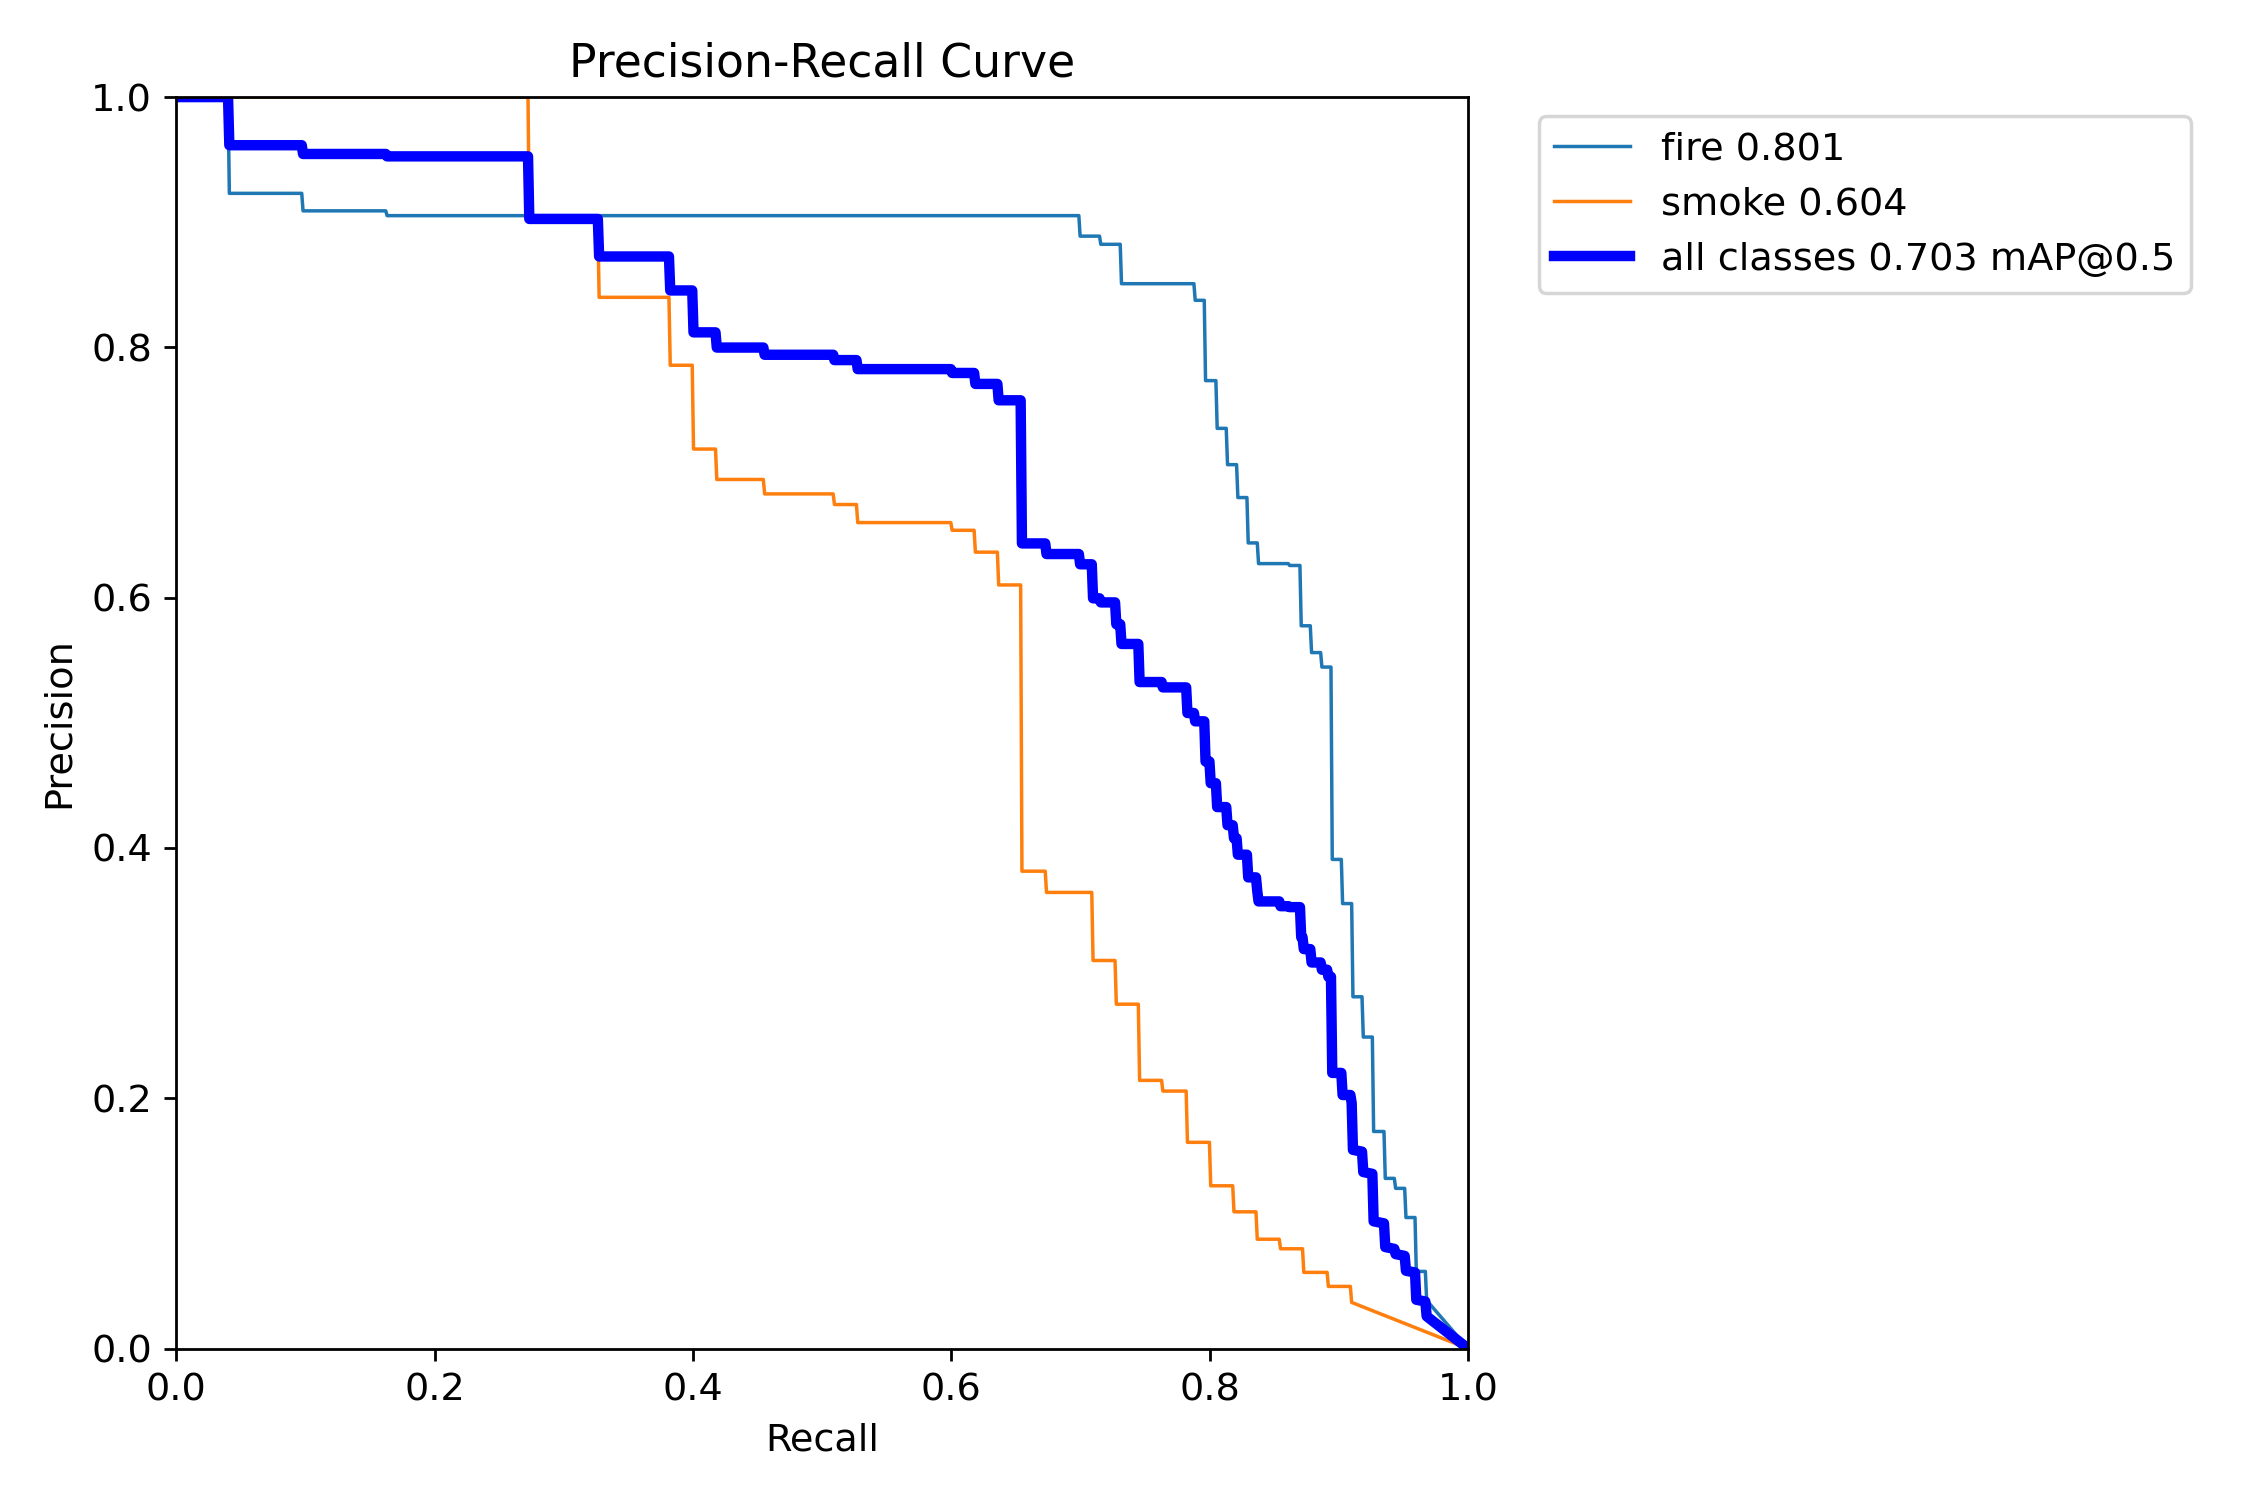 Precision-Recall Curve
1.0
0.8
0.6
0.4
0.2
0.0
Precision
0.0 0.2 0.4 0.6 0.8 1.0
Recall
fire 0.801
smoke 0.604
all classes 0.703 mAP@0.5